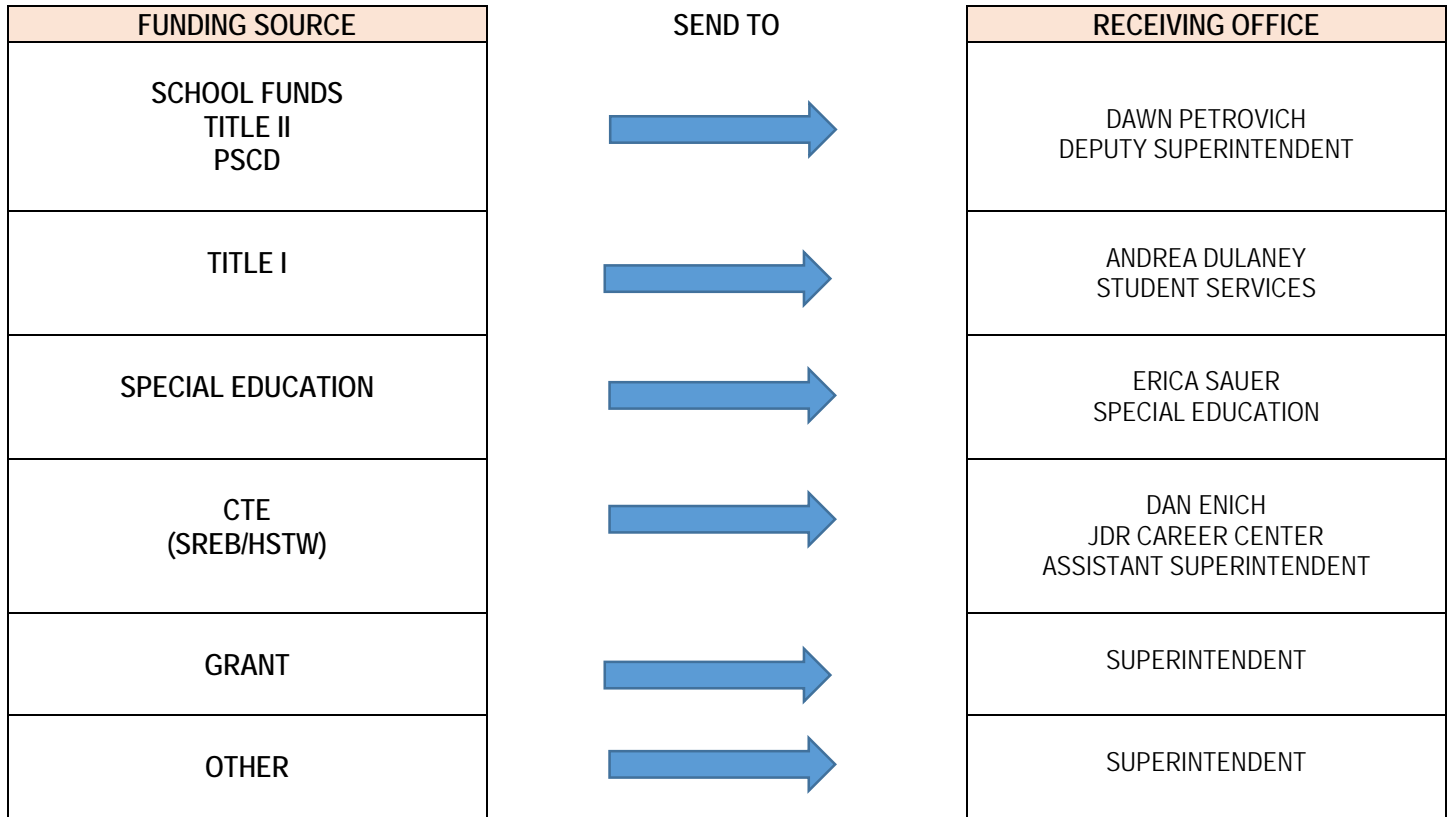 FUNDING SOURCE
SEND TO
RECEIVING OFFICE
SCHOOL FUNDS
TITLE II
PSCD
DAWN PETROVICH
DEPUTY SUPERINTENDENT
TITLE I
ANDREA DULANEY
STUDENT SERVICES
SPECIAL EDUCATION
ERICA SAUER
SPECIAL EDUCATION
CTE
(SREB/HSTW)
DAN ENICH
JDR CAREER CENTER
ASSISTANT SUPERINTENDENT
GRANT
SUPERINTENDENT
OTHER
SUPERINTENDENT